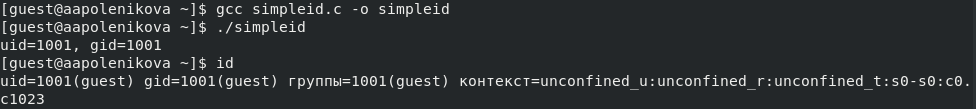 [guest@aapolenikova ~]$ gcc simpleid.c -o simpleid
[guest@aapolenikova ~]$ ./simpleid
uid=1001, gid=1001
[guest@aapolenikova ~]$ id
uid=1001(guest) gid=1001(guest) группы=1001(guest) контекст=unconfined_u:unconfined_r:unconfined_t:s0-s0:c0.
c1023